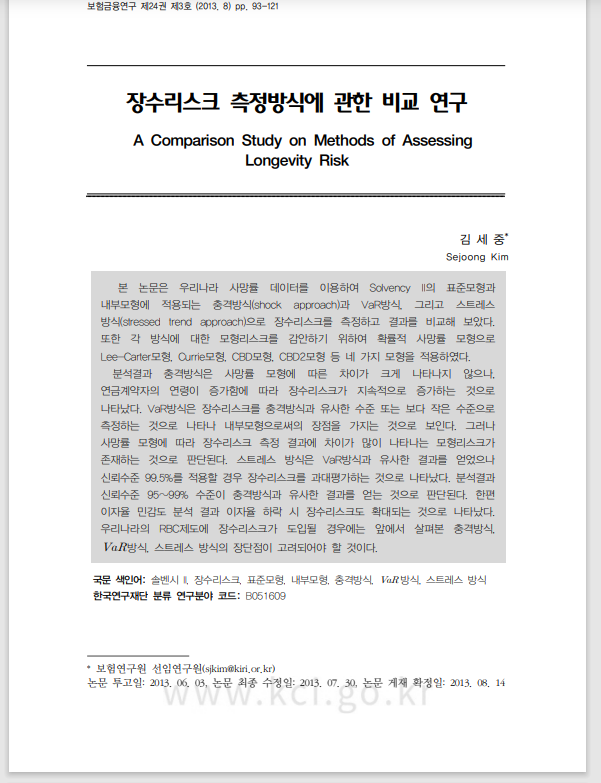 보험금융연구 제24권 제3호 (2013. 8) pp. 93-121
장수리스크 측정방식에 관한 비교 연구
A Comparison Study on Methods of Assessing
Longevity Risk
김 세 중*
Sejoong Kim
본 논문은 우리나라 사망률 데이터를 이용하여 Solvency II의 표준모형과
내부모형에 적용되는 충격방식(shock approach)과 VaR방식, 그리고 스트레스
방식(stressed trend approach)으로 장수리스크를 측정하고 결과를 비교해 보았다.
또한 각 방식에 대한 모형리스크를 감안하기 위하여 확률적 사망률 모형으로
Lee-Carter모형, Currie모형, CBD모형, CBD2모형 등 네 가지 모형을 적용하였다.
분석결과 충격방식은 사망률 모형에 따른 차이가 크게 나타나지 않으나,
연금계약자의 연령이 증가함에 따라 장수리스크가 지속적으로 증가하는 것으로
나타났다. VaR방식은 장수리스크를 충격방식과 유사한 수준 또는 보다 작은 수준으로
측정하는 것으로 나타나 내부모형으로써의 장점을 가지는 것으로 보인다. 그러나
사망률 모형에 따라 장수리스크 측정 결과에 차이가 많이 나타나는 모형리스크가
존재하는 것으로 판단된다. 스트레스 방식은 VaR방식과 유사한 결과를 얻었으나
신뢰수준 99.5%를 적용할 경우 장수리스크를 과대평가하는 것으로 나타났다. 분석결과
신뢰수준 95~99% 수준이 충격방식과 유사한 결과를 얻는 것으로 판단된다. 한편
이자율 민감도 분석 결과 이자율 하락 시 장수리스크도 확대되는 것으로 나타났다.
우리나라의 RBC제도에 장수리스크가 도입될 경우에는 앞에서 살펴본 충격방식,
VaR방식, 스트레스 방식의 장단점이 고려되어야 할 것이다.
국문 색인어: 솔벤시 II, 장수리스크, 표준모형, 내부모형, 충격방식, VaR방식, 스트레스 방식
한국연구재단 분류 연구분야 코드: B051609
* 보험연구원 선임연구원(sjkim@kiri.or.kr)
논문 투고일: 2013. 06. 03, 논문 최종 수정일: 2013. 07. 30, 논문 게재 확정일: 2013. 08. 14
www.kci.go.kr